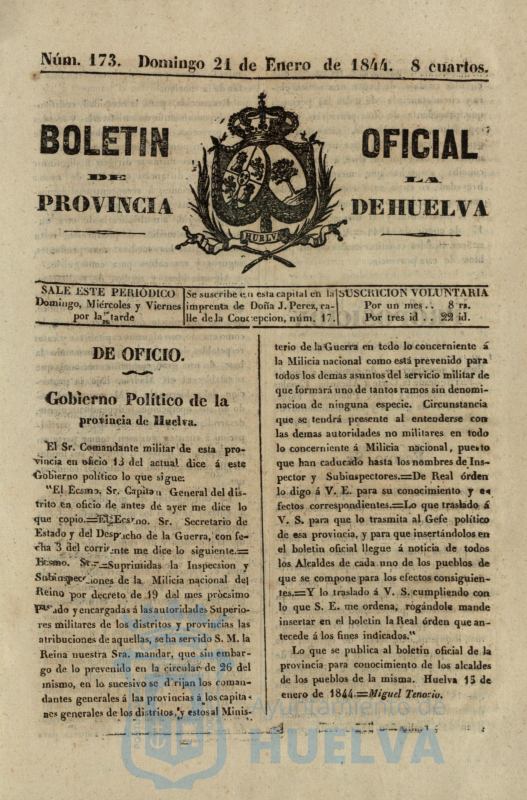 Núm. 173. Domingo 21 de Enero de 1844. 8 cuartos.
BOLETIN OFICIAL
DE LA
PROVINCIA DE HUELVA
HUELVA
SALE ESTE PERIÓDICO
Domingo, Miércoles y Viernes
por la tarde
Se suscribe en esta capital en la
imprenta de Doña J. Perez, ca-
lle de la Concepcion, núm. 17.
SUSCRICION VOLUNTARIA
Por un mes . . 8 rs.
Por tres id . . 22 id.
DE OFICIO.
Gobierno Político de la
provincia de Huelva.
El Sr. Comandante militar de esta pro-
vincia en oficio 13 del actual dice á este
Gobierno político lo que sigue:
"El Ecsmo. Sr. Capitan General del dis-
trito en oficio de antes de ayer me dice lo
que copio.=El Ecsmo. Sr. Secretario de
Estado y del Despacho de la Guerra, con fe-
cha 3 del corriente me dice lo siguiente.=
Ecsmo. Sr.=Suprimidas la Inspecsion y
Subinspecciones de la Milicia nacional del
Reino por decreto de 19 del mes pròcsimo
pasado y encargadas á las autoridades Superio-
res militares de los distritos y provincias las
atribuciones de aquellas, se ha servido S. M. la
Reina nuestra Sra. mandar, que sin embar-
go de lo prevenido en la circular de 26 del
mismo, en lo sucesivo se dirijan los coman-
dantes generales á las provincias á los capita
nes generales de los distritos, y estos al Minis-
terio de la Guerra en todo lo concerniente á
la Milicia nacional como está prevenido para
todos los demas asuntos del servicio militar de
que formará uno de tantos ramos sin denomi-
nacion de ninguna especie. Circunstancia
que se tendrá presente al entenderse con
las demas autoridades no militares en todo
lo concerniente á Milicia nacional, puesto
que han caducado hasta los nombres de Ins-
pector y Subinspectores.=De Real órden
lo digo á V. E. para su conocimiento y
efectos correspondientes.=Lo que traslado á
V. S. para que lo trasmita al Gefe político
de esa provincia, y para que insertándolos en
el boletin oficial llegue á noticia de todos
los Alcaldes de cada uno de los pueblos de
que se compone para los efectos consiguien-
tes.=Y lo traslado á V. S. cumpliendo con
lo que S. E. me ordena, rogándole mande
insertar en el boletin la Real órden que an-
tecede á los fines indicados."
Lo que se publica al boletin oficial de la
provincia para conocimiento de los alcaldes
de los pueblos de la misma. Huelva 15 de
enero de 1844.=Miguel Tenorio.
Ayuntamiento de
HUELVA